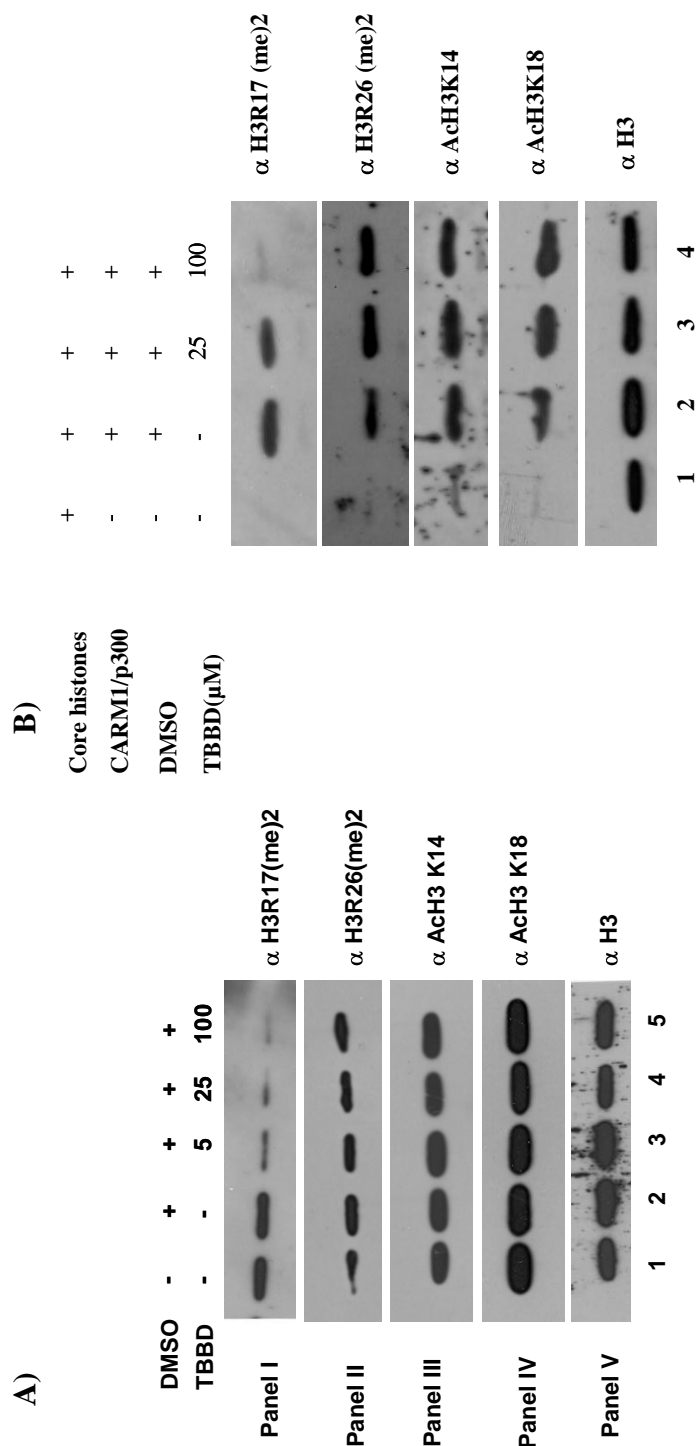 A)
DMSO - + + + +
TBBD - - 5 25 100
Panel I α H3R17(me)2
Panel II α H3R26(me)2
Panel III α AcH3 K14
Panel IV α AcH3 K18
Panel V α H3
1 2 3 4 5
B)
Core histones + + + +
CARM1/p300 - + + +
DMSO - + + +
TBBD(µM) - - 25 100
α H3R17 (me)2
α H3R26 (me)2
α AcH3K14
α AcH3K18
α H3
1 2 3 4